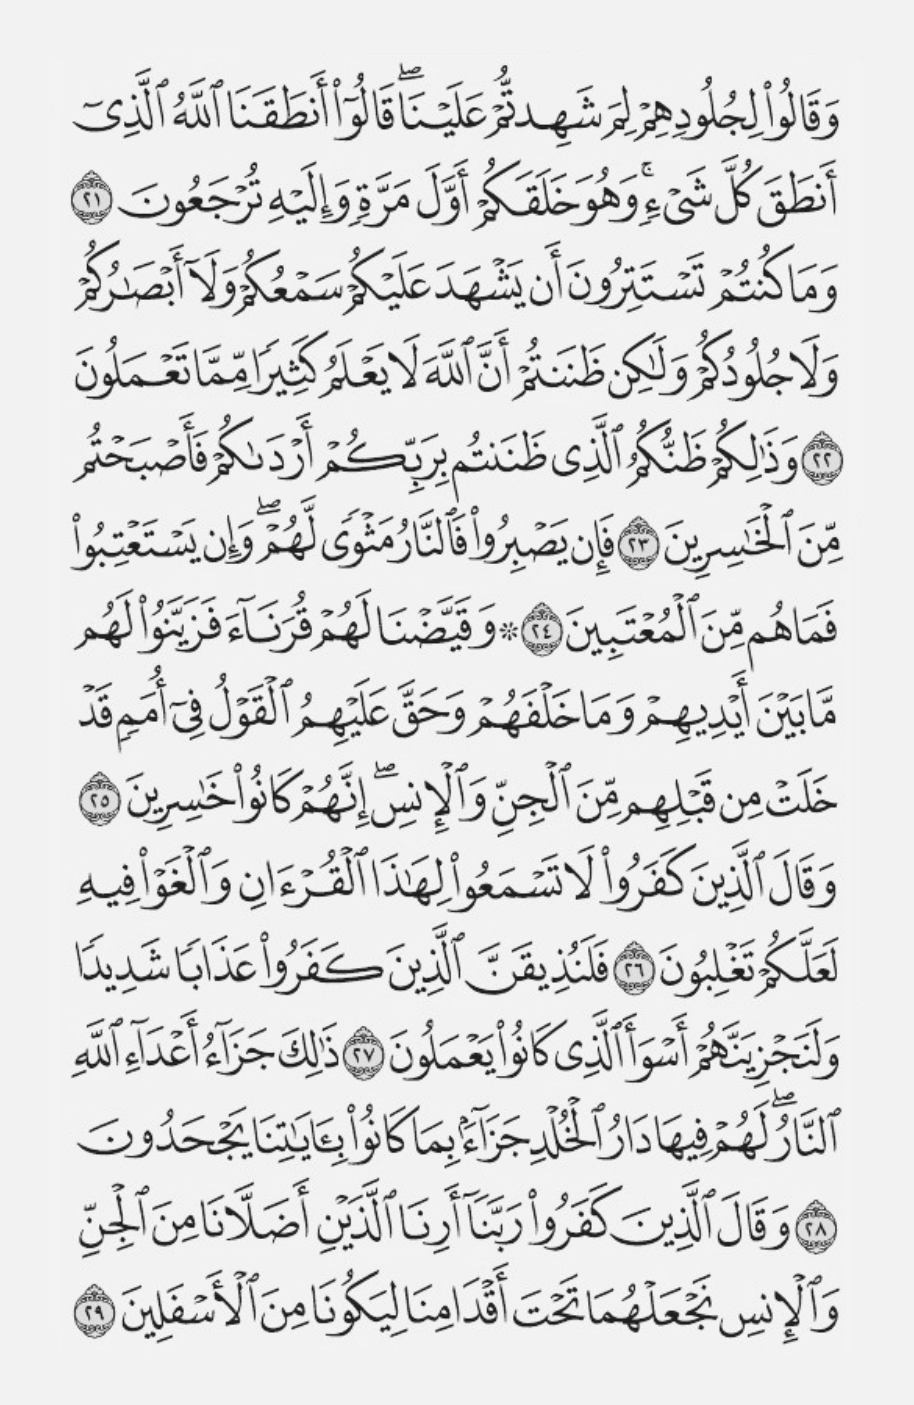 وَقَالُوا۟ لِجُلُودِهِمْ لِمَ شَهِدتُّمْ عَلَيْنَا ۖ قَالُوٓا۟ أَنطَقَنَا ٱللَّهُ ٱلَّذِىٓ
أَنطَقَ كُلَّ شَىْءٍ ۚ وَهُوَ خَلَقَكُمْ أَوَّلَ مَرَّةٍ وَإِلَيْهِ تُرْجَعُونَ ٢١
وَمَا كُنتُمْ تَسْتَتِرُونَ أَن يَشْهَدَ عَلَيْكُمْ سَمْعُكُمْ وَلَآ أَبْصَٰرُكُمْ
وَلَا جُلُودُكُمْ وَلَٰكِن ظَنَنتُمْ أَنَّ ٱللَّهَ لَا يَعْلَمُ كَثِيرًا مِّمَّا تَعْمَلُونَ
٢٢ وَذَٰلِكُمْ ظَنُّكُمُ ٱلَّذِى ظَنَنتُم بِرَبِّكُمْ أَرْدَىٰكُمْ فَأَصْبَحْتُم
مِّنَ ٱلْخَٰسِرِينَ ٢٣ فَإِن يَصْبِرُوا۟ فَٱلنَّارُ مَثْوًى لَّهُمْ ۖ وَإِن يَسْتَعْتِبُوا۟
فَمَا هُم مِّنَ ٱلْمُعْتَبِينَ ٢٤ ۞ وَقَيَّضْنَا لَهُمْ قُرَنَآءَ فَزَيَّنُوا۟ لَهُم
مَّا بَيْنَ أَيْدِيهِمْ وَمَا خَلْفَهُمْ وَحَقَّ عَلَيْهِمُ ٱلْقَوْلُ فِىٓ أُمَمٍ قَدْ
خَلَتْ مِن قَبْلِهِم مِّنَ ٱلْجِنِّ وَٱلْإِنسِ ۖ إِنَّهُمْ كَانُوا۟ خَٰسِرِينَ ٢٥
وَقَالَ ٱلَّذِينَ كَفَرُوا۟ لَا تَسْمَعُوا۟ لِهَٰذَا ٱلْقُرْءَانِ وَٱلْغَوْا۟ فِيهِ
لَعَلَّكُمْ تَغْلِبُونَ ٢٦ فَلَنُذِيقَنَّ ٱلَّذِينَ كَفَرُوا۟ عَذَابًا شَدِيدًا
وَلَنَجْزِيَنَّهُمْ أَسْوَأَ ٱلَّذِى كَانُوا۟ يَعْمَلُونَ ٢٧ ذَٰلِكَ جَزَآءُ أَعْدَآءِ ٱللَّهِ
ٱلنَّارُ ۖ لَهُمْ فِيهَا دَارُ ٱلْخُلْدِ جَزَآءًۢ بِمَا كَانُوا۟ بِـَٔايَٰتِنَا يَجْحَدُونَ
٢٨ وَقَالَ ٱلَّذِينَ كَفَرُوا۟ رَبَّنَآ أَرِنَا ٱلَّذَيْنِ أَضَلَّانَا مِنَ ٱلْجِنِّ
وَٱلْإِنسِ نَجْعَلْهُمَا تَحْتَ أَقْدَامِنَا لِيَكُونَا مِنَ ٱلْأَسْفَلِينَ ٢٩